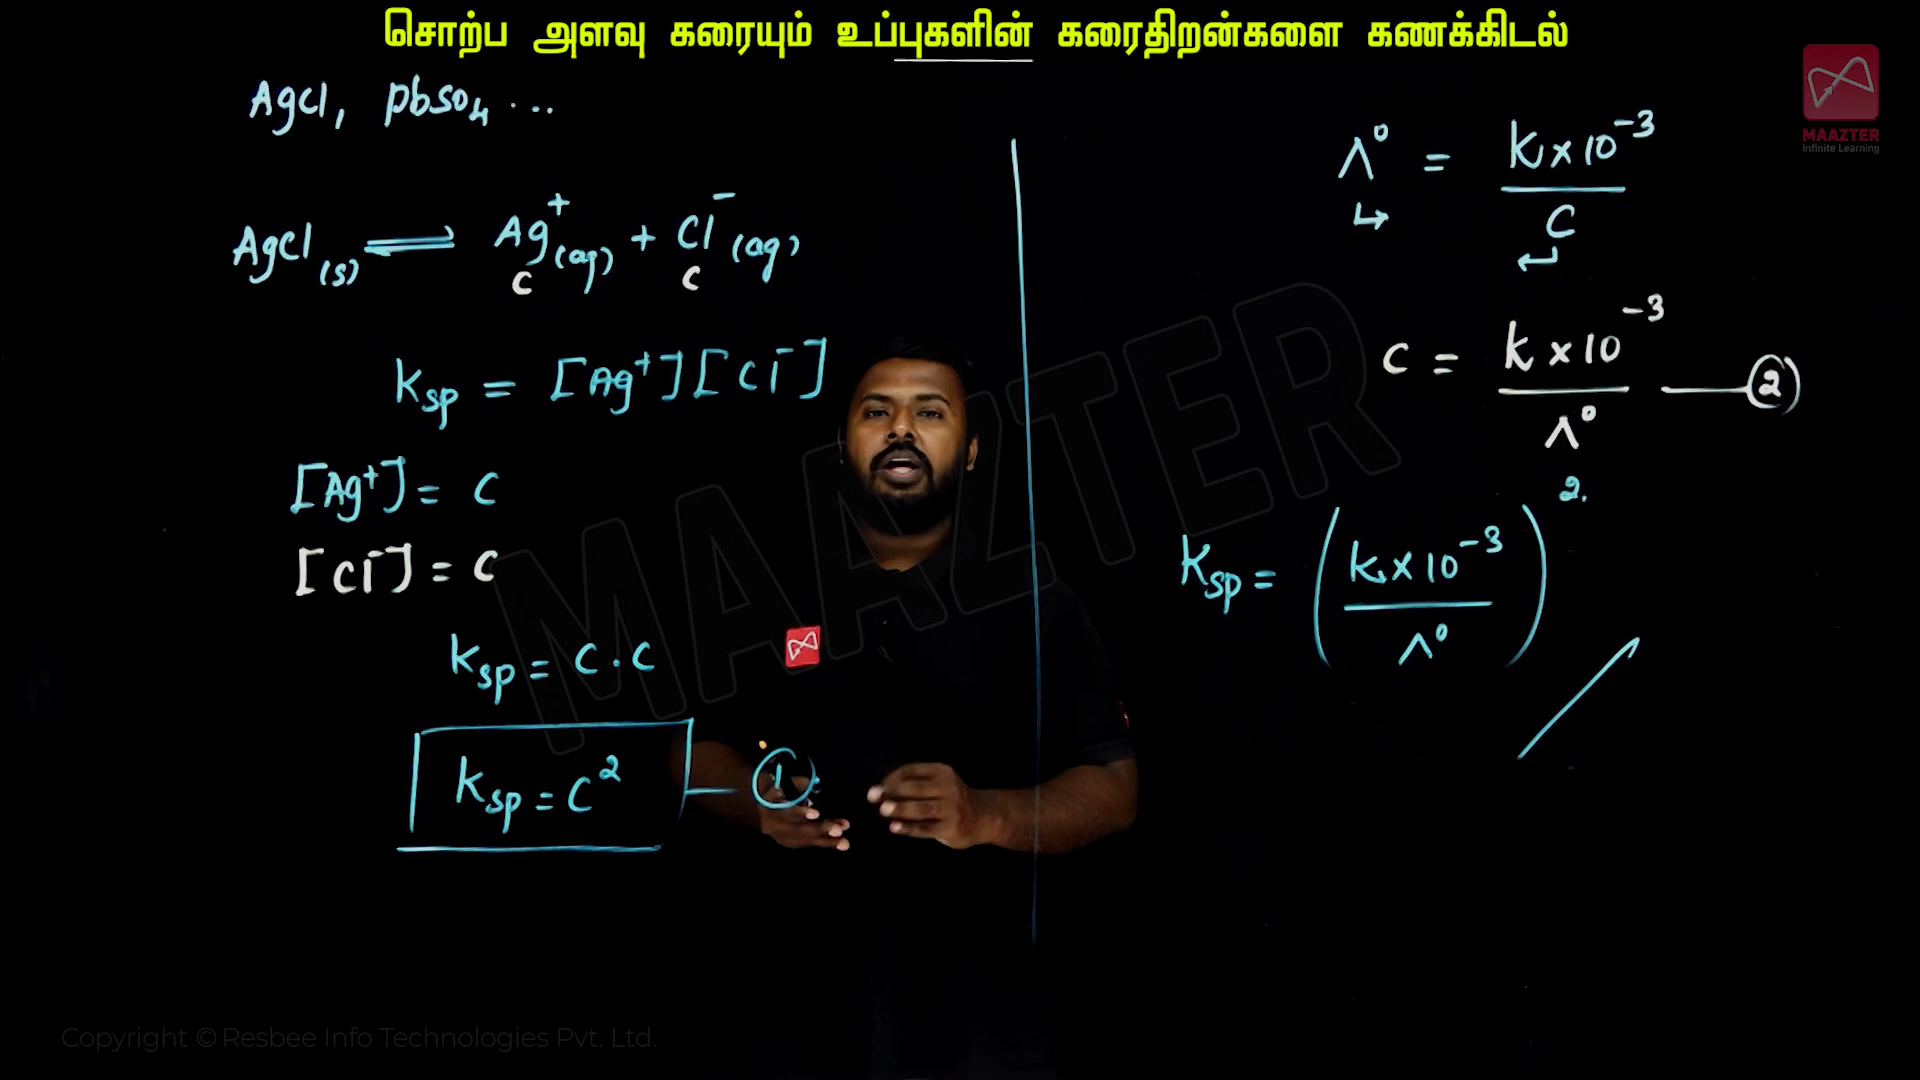 சொற்ப அளவு கரையும் உப்புகளின் கரைதிறன்களை கணக்கிடல்
AgCl, PbSO₄ ...
AgCl(s) ⇌ Ag⁺(aq) + Cl⁻(aq)
C C
Ksp = [Ag⁺][Cl⁻]
[Ag⁺] = C
[Cl⁻] = C
Ksp = C · C
Ksp = C² — ①
Λ° = K × 10⁻³ / C
C = K × 10⁻³ / Λ° — ②
Ksp = (K × 10⁻³ / Λ°)²
MAAZTER
Infinite Learning
MAAZTER
Copyright © Resbee Info Technologies Pvt. Ltd.